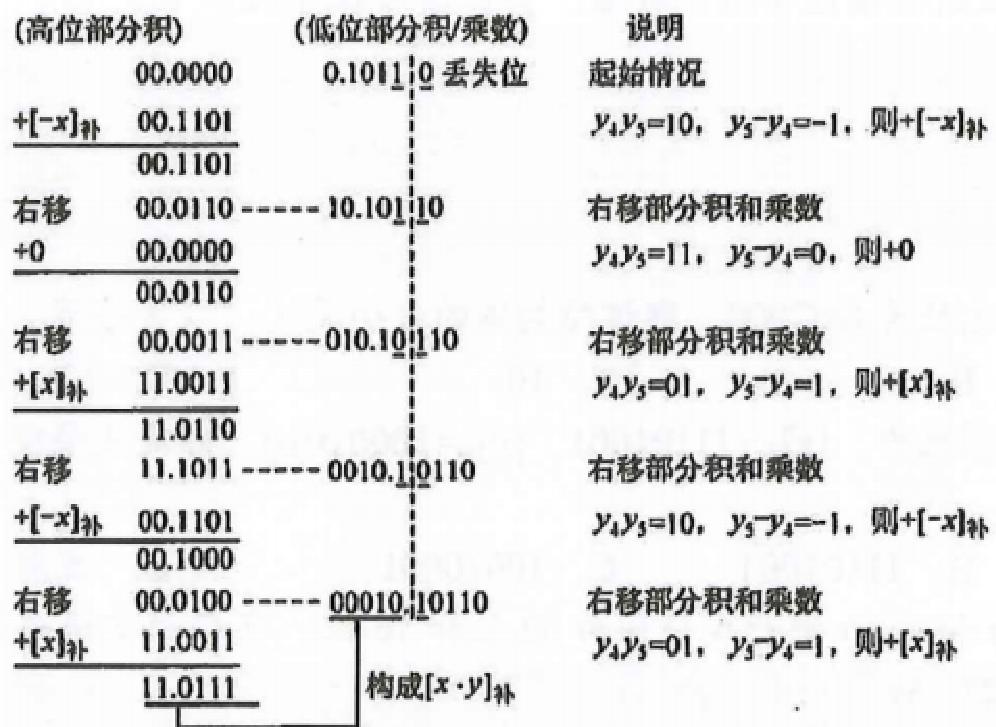 (高位部分积) (低位部分积/乘数) 说明
00.0000 0.1011 0 丢失位 起始情况
+[-x]补 00.1101 y4y5=10, y5-y4=-1, 则+[-x]补
00.1101
右移 00.0110 ----- 10.101 10 右移部分积和乘数
+0 00.0000 y4y5=11, y5-y4=0, 则+0
00.0110
右移 00.0011 ----- 010.10 110 右移部分积和乘数
+[x]补 11.0011 y4y5=01, y5-y4=1, 则+[x]补
11.0110
右移 11.1011 ----- 0010.1 0110 右移部分积和乘数
+[-x]补 00.1101 y4y5=10, y5-y4=-1, 则+[-x]补
00.1000
右移 00.0100 ----- 00010. 10110 右移部分积和乘数
+[x]补 11.0011 y4y5=01, y5-y4=1, 则+[x]补
11.0111 构成[x·y]补